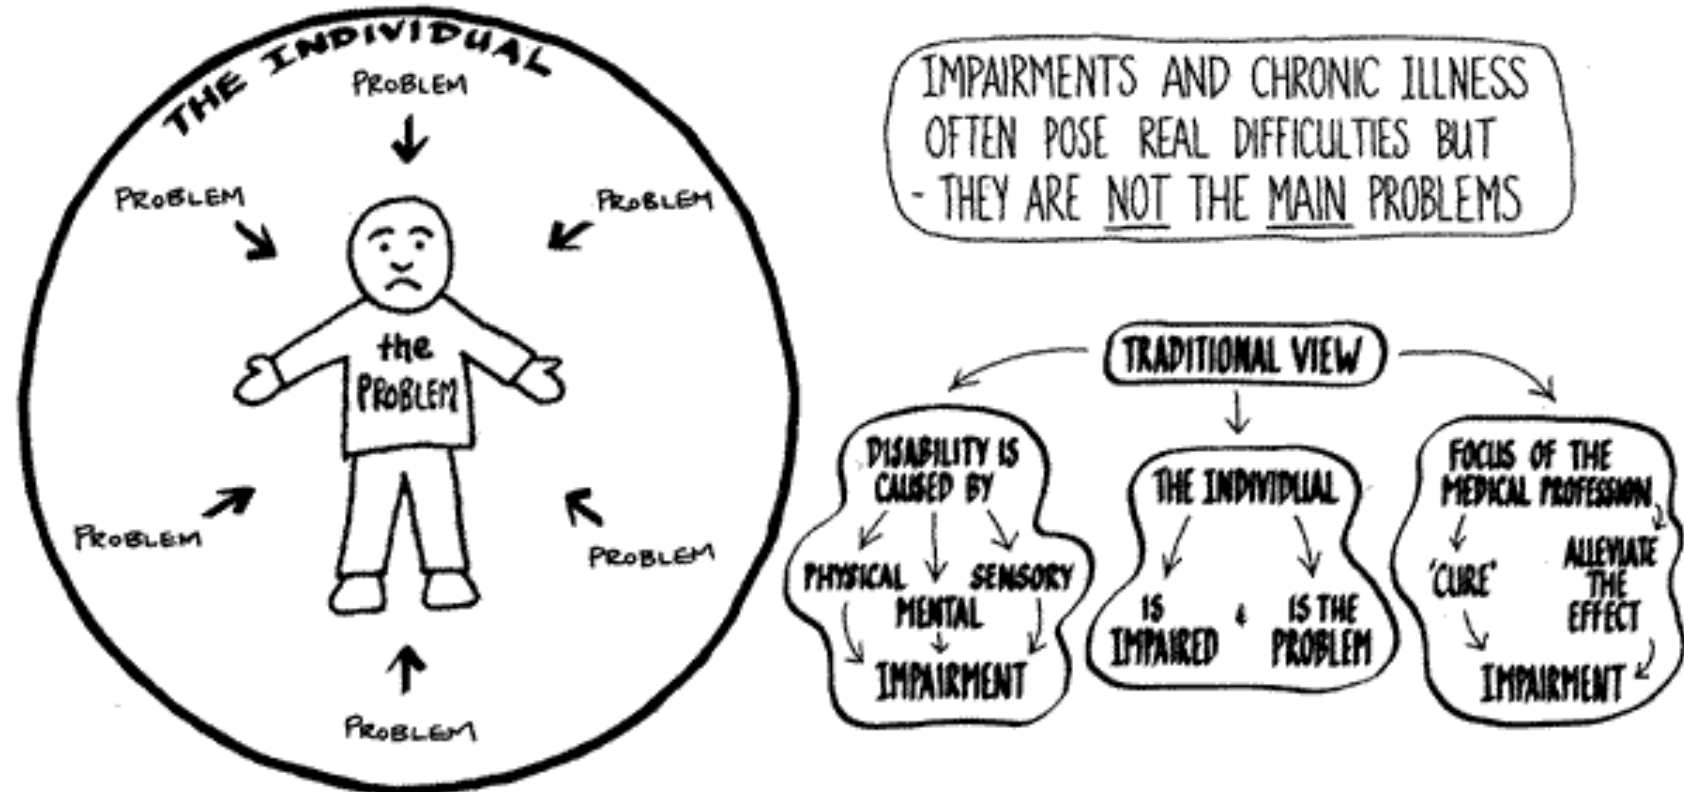 THE INDIVIDUAL
PROBLEM
PROBLEM
PROBLEM
the
PROBLEM
PROBLEM
PROBLEM
PROBLEM
IMPAIRMENTS AND CHRONIC ILLNESS
OFTEN POSE REAL DIFFICULTIES BUT
- THEY ARE NOT THE MAIN PROBLEMS
TRADITIONAL VIEW
DISABILITY IS
CAUSED BY
PHYSICAL
SENSORY
MENTAL
IMPAIRMENT
THE INDIVIDUAL
IS
IMPAIRED
&
IS THE
PROBLEM
FOCUS OF THE
MEDICAL PROFESSION
'CURE'
ALLEVIATE
THE
EFFECT
IMPAIRMENT